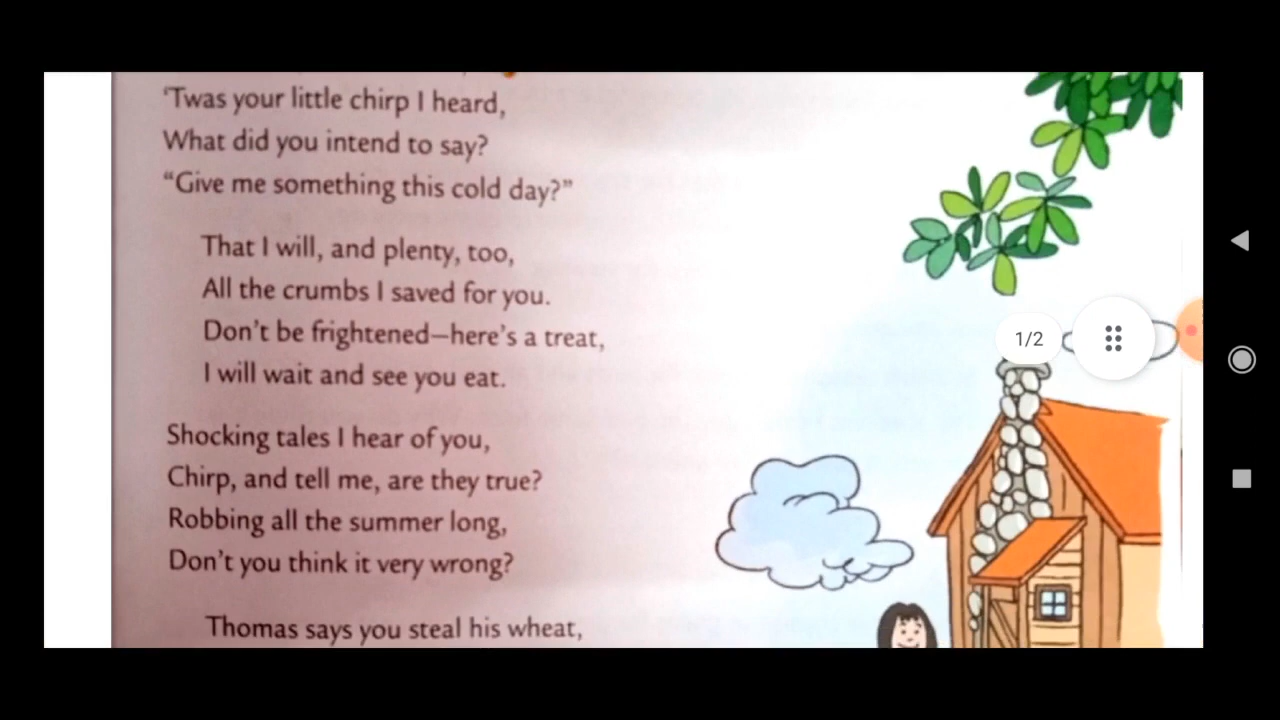 ‘Twas your little chirp I heard,
What did you intend to say?
“Give me something this cold day?”
That I will, and plenty, too,
All the crumbs I saved for you.
Don’t be frightened—here’s a treat,
I will wait and see you eat.
Shocking tales I hear of you,
Chirp, and tell me, are they true?
Robbing all the summer long,
Don’t you think it very wrong?
Thomas says you steal his wheat,
1/2